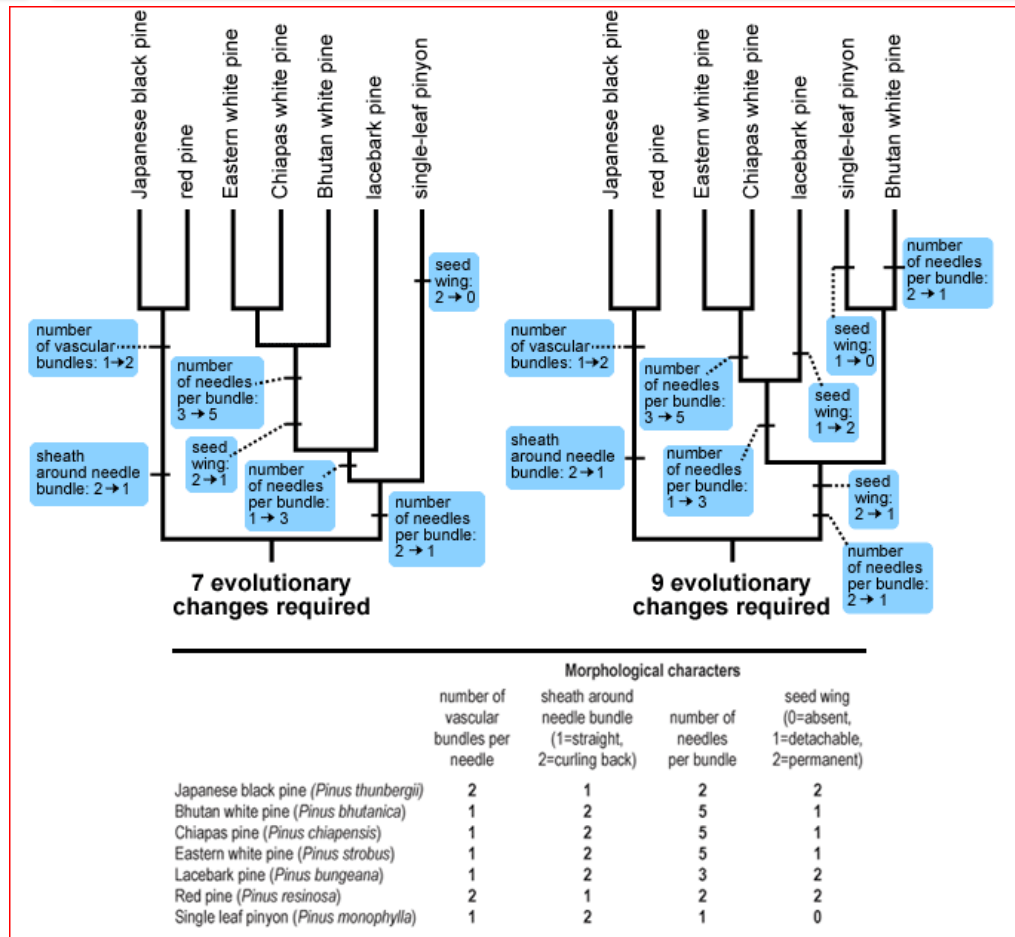 Japanese black pine
red pine
Eastern white pine
Chiapas white pine
Bhutan white pine
lacebark pine
single-leaf pinyon
number
of vascular
bundles: 1→2
sheath
around needle
bundle: 2→1
number
of needles
per bundle:
3 → 5
seed
wing:
2→1
number
of needles
per bundle:
1 → 3
seed
wing:
2 → 0
number
of needles
per bundle:
2 → 1
7 evolutionary
changes required
Japanese black pine
red pine
Eastern white pine
Chiapas white pine
lacebark pine
single-leaf pinyon
Bhutan white pine
number
of vascular
bundles: 1→2
sheath
around needle
bundle: 2→1
number
of needles
per bundle:
3 → 5
number
of needles
per bundle:
1 → 3
seed
wing:
1 → 2
seed
wing:
1 → 0
number
of needles
per bundle:
2 → 1
seed
wing:
2 → 1
number
of needles
per bundle:
2 → 1
9 evolutionary
changes required
Morphological characters
number of sheath around seed wing
vascular needle bundle number of (0=absent,
bundles per (1=straight, needles 1=detachable,
needle 2=curling back) per bundle 2=permanent)
Japanese black pine (Pinus thunbergii) 2 1 2 2
Bhutan white pine (Pinus bhutanica) 1 2 5 1
Chiapas pine (Pinus chiapensis) 1 2 5 1
Eastern white pine (Pinus strobus) 1 2 5 1
Lacebark pine (Pinus bungeana) 1 2 3 2
Red pine (Pinus resinosa) 2 1 2 2
Single leaf pinyon (Pinus monophylla) 1 2 1 0